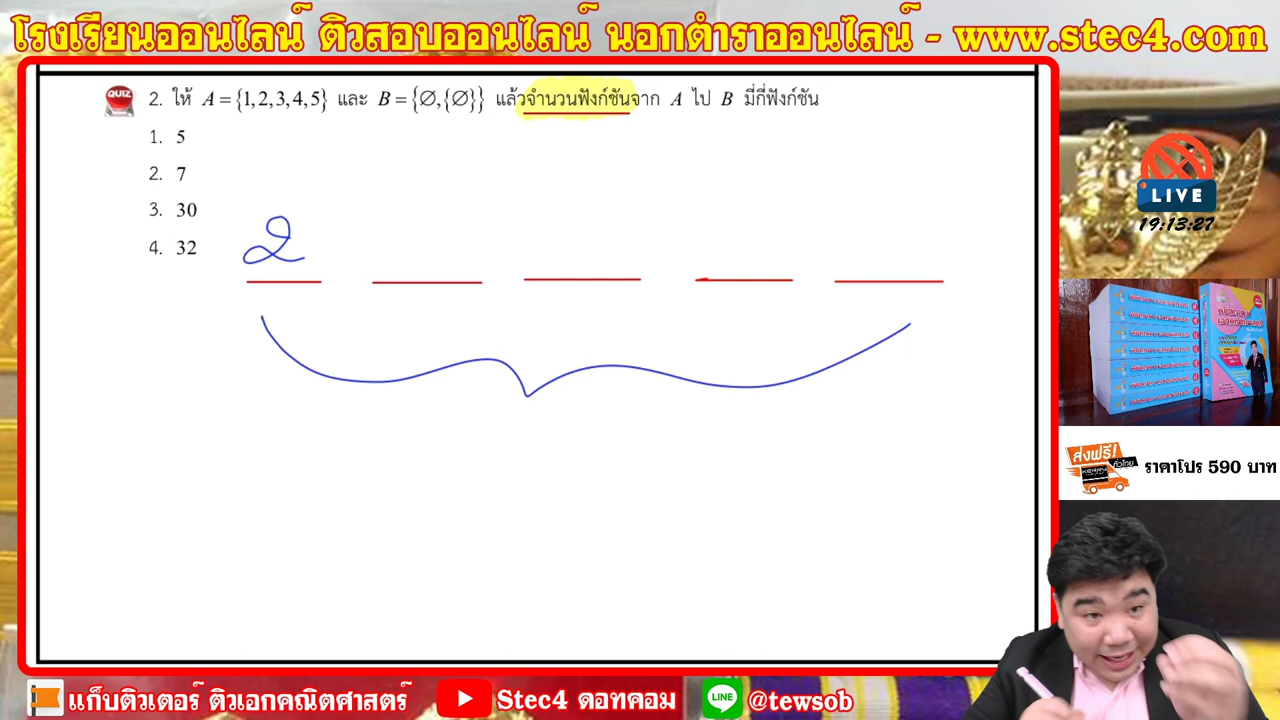 โรงเรียนออนไลน์ ติวสอบออนไลน์ นอกตำราออนไลน์ - www.stec4.com
QUIZ 2. ให้ A = {1,2,3,4,5} และ B = {∅,{∅}} แล้วจำนวนฟังก์ชันจาก A ไป B มีกี่ฟังก์ชัน
1. 5
2. 7
3. 30
4. 32
2
LIVE
19:13:27
ส่งฟรี!
ทั่วไทย
KERRY
ราคาโปร 590 บาท
แก็บติวเตอร์ ติวเอกคณิตศาสตร์ Stec4 ดอทคอม LINE @tewsob